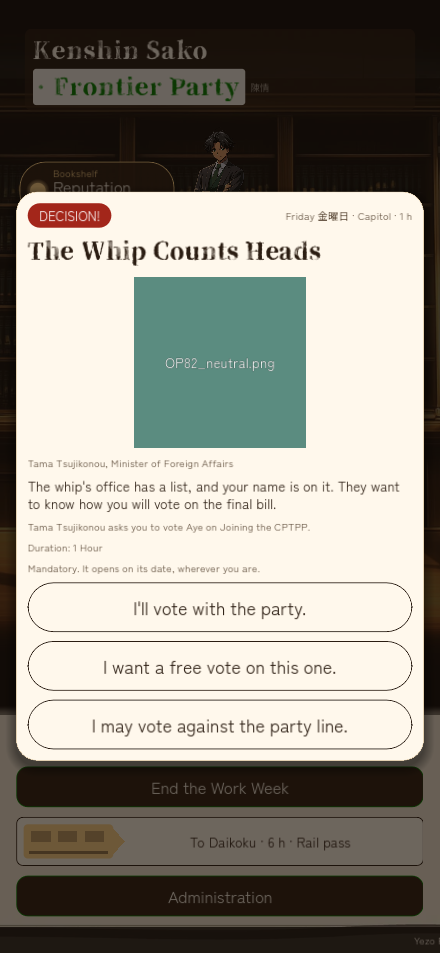 Kenshin Sako
· Frontier Party 陳情
Bookshelf
Reputation
DECISION!
Friday 金曜日 · Capitol · 1 h
The Whip Counts Heads
OP82_neutral.png
Tama Tsujikonou, Minister of Foreign Affairs
The whip's office has a list, and your name is on it. They want
to know how you will vote on the final bill.
Tama Tsujikonou asks you to vote Aye on Joining the CPTPP.
Duration: 1 Hour
Mandatory. It opens on its date, wherever you are.
I'll vote with the party.
I want a free vote on this one.
I may vote against the party line.
End the Work Week
To Daikoku · 6 h · Rail pass
Administration
Yezo